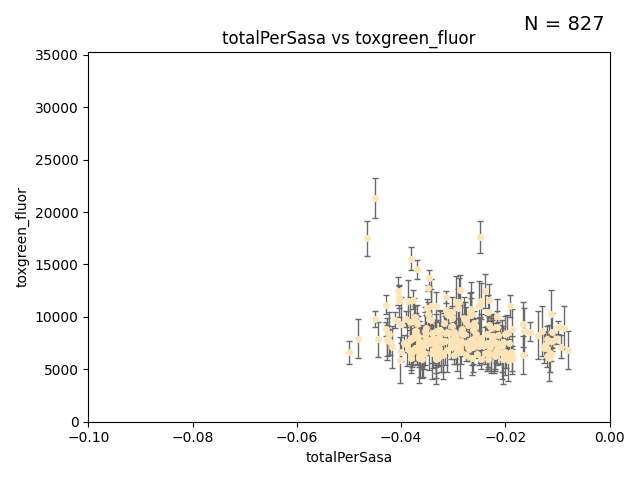 N = 827
totalPerSasa vs toxgreen_fluor
35000
30000
25000
20000
15000
10000
5000
0
toxgreen_fluor
−0.10 −0.08 −0.06 −0.04 −0.02 0.00
totalPerSasa